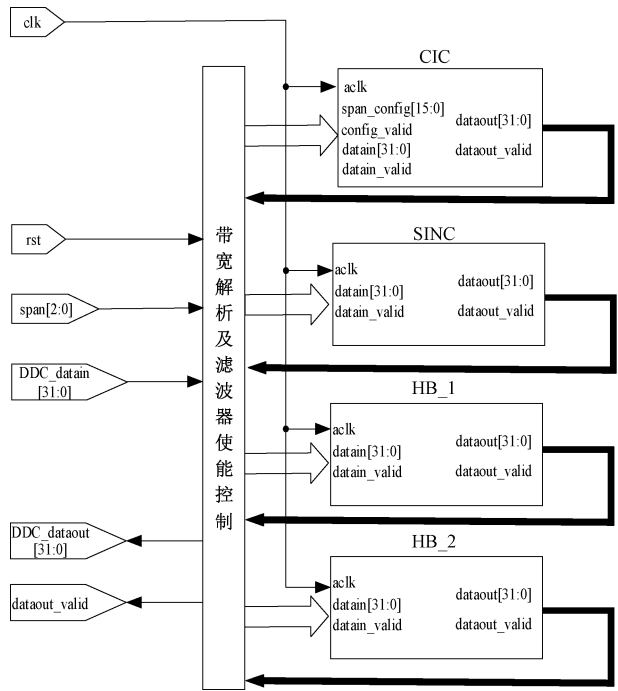 clk
rst
span[2:0]
DDC_datain
[31:0]
DDC_dataout
[31:0]
dataout_valid
带宽解析及滤波器使能控制
CIC
aclk
span_config[15:0]
config_valid
datain[31:0]
datain_valid
dataout[31:0]
dataout_valid
SINC
aclk
datain[31:0]
datain_valid
dataout[31:0]
dataout_valid
HB_1
aclk
datain[31:0]
datain_valid
dataout[31:0]
dataout_valid
HB_2
aclk
datain[31:0]
datain_valid
dataout[31:0]
dataout_valid